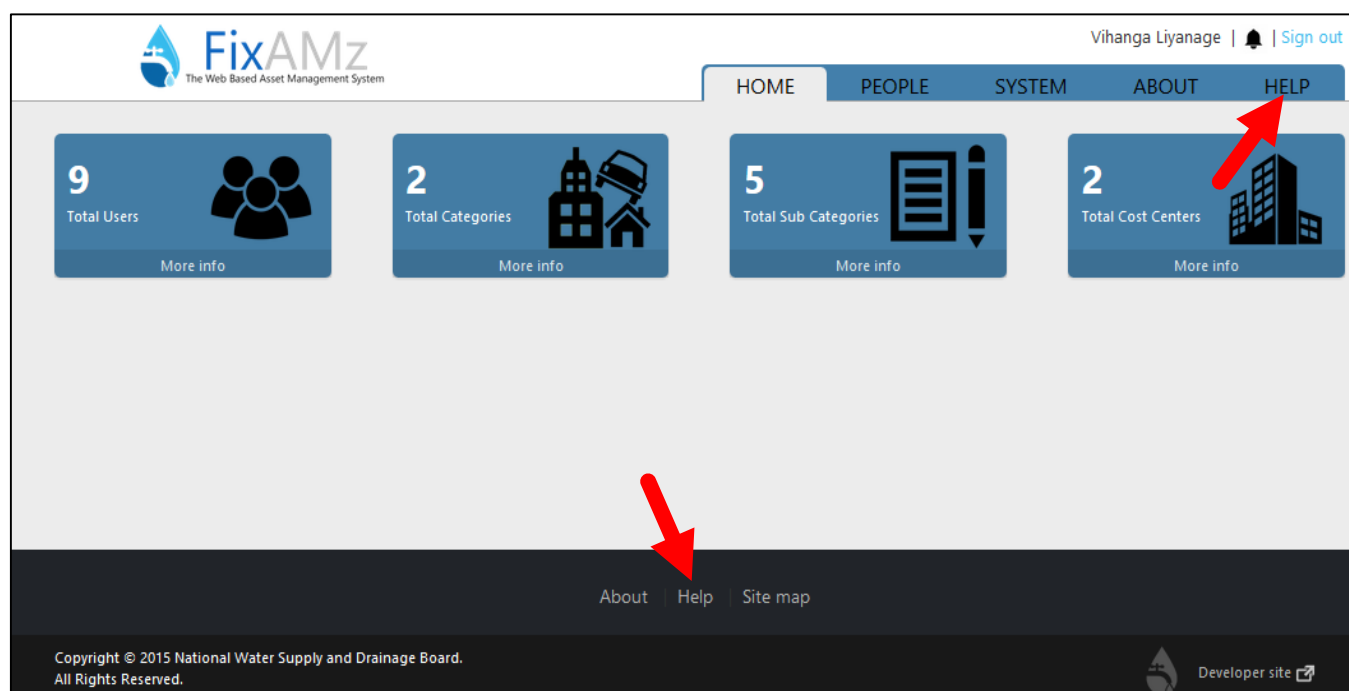 FixAMz
The Web Based Asset Management System
Vihanga Liyanage | | Sign out
HOME PEOPLE SYSTEM ABOUT HELP
9
Total Users
More info
2
Total Categories
More info
5
Total Sub Categories
More info
2
Total Cost Centers
More info
About | Help | Site map
Copyright © 2015 National Water Supply and Drainage Board.
All Rights Reserved.
Developer site